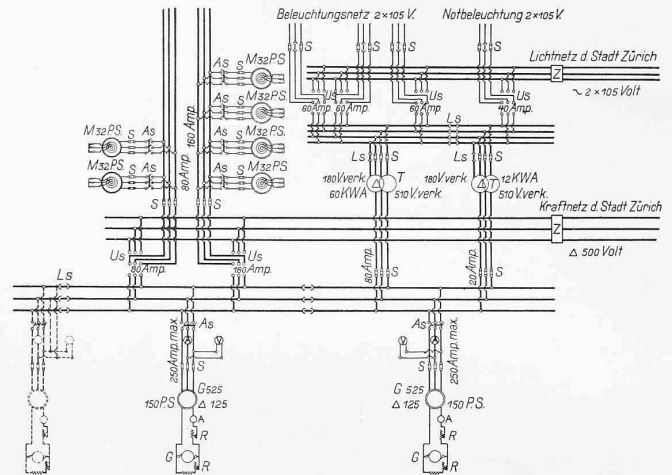 Beleuchtungsnetz 2×105 V.
Notbeleuchtung 2×105 V.
S S S S
As S M 32 P.S.
Lichtnetz d. Stadt Zürich
Z
∼ 2×105 Volt
S M 32 P.S.
Us Us Us Us
60 Amp. 60 Amp. 60 Amp. 40 Amp.
160 Amp.
Ls
M 32 P.S. S As
As S M 32 P.S.
Ls S Ls S
M 32 P.S. S
80 Amp.
S M 32 P.S.
180 V. verk. T
60 KWA 510 V. verk.
180 V. verk. T 12 KWA
510 V. verk.
S S
Kraftnetz d. Stadt Zürich
Z
Δ 500 Volt
Us 80 Amp.
Us 160 Amp.
80 Amp. S
20 Amp. S
Ls
As
250 Amp. max.
V
S
As
250 Amp. max.
V
S
G 525
150 P.S. Δ 125
A
R
G
R
G 525
Δ 125 150 P.S.
A
R
G
R